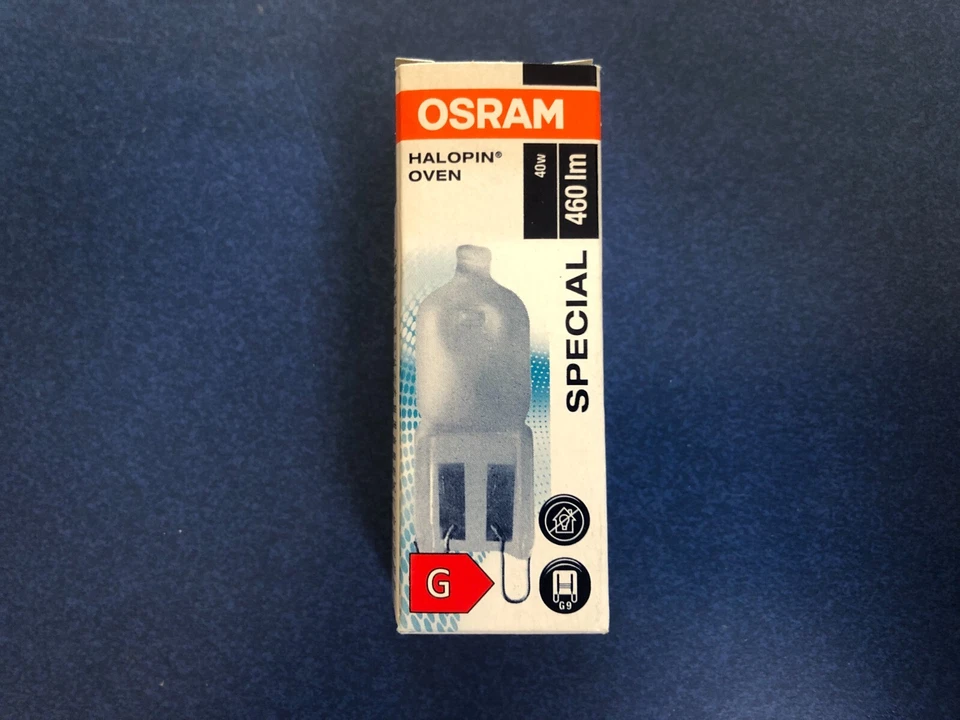 OSRAM
HALOPIN®
OVEN
40w
460 lm
SPECIAL
G
G9